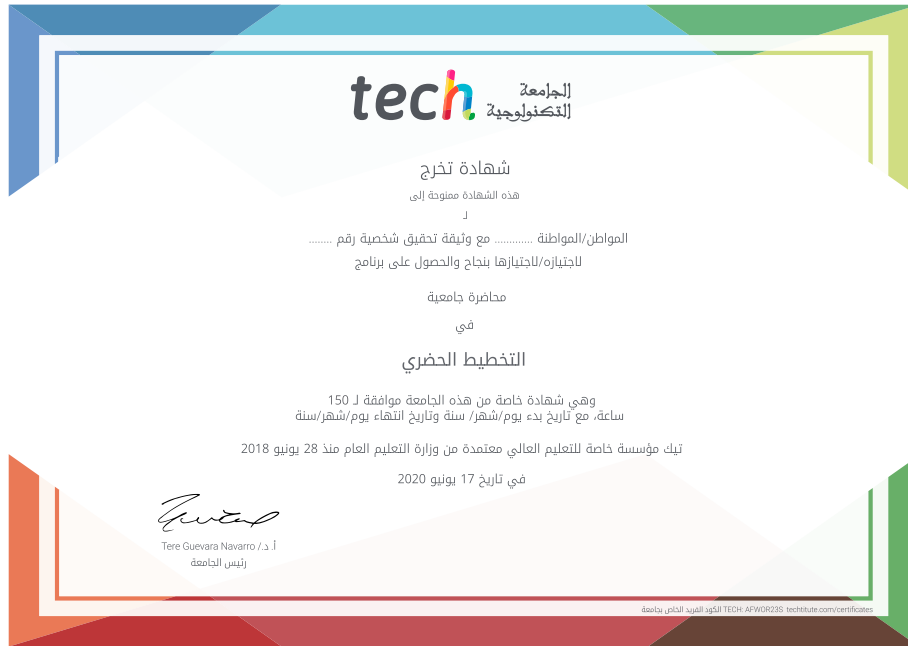 tech الجامعة
التكنولوجية
شهادة تخرج
هذه الشهادة ممنوحة إلى
لـ
المواطن/المواطنة ............. مع وثيقة تحقيق شخصية رقم ........
لاجتيازه/لاجتيازها بنجاح والحصول على برنامج
محاضرة جامعية
في
التخطيط الحضري
وهي شهادة خاصة من هذه الجامعة موافقة لـ 150
ساعة، مع تاريخ بدء يوم/شهر/ سنة وتاريخ انتهاء يوم/شهر/سنة
تيك مؤسسة خاصة للتعليم العالي معتمدة من وزارة التعليم العام منذ 28 يونيو 2018
في تاريخ 17 يونيو 2020
أ. د./ Tere Guevara Navarro
رئيس الجامعة
الكود الفريد الخاص بجامعة TECH: AFWOR23S techtitute.com/certificates